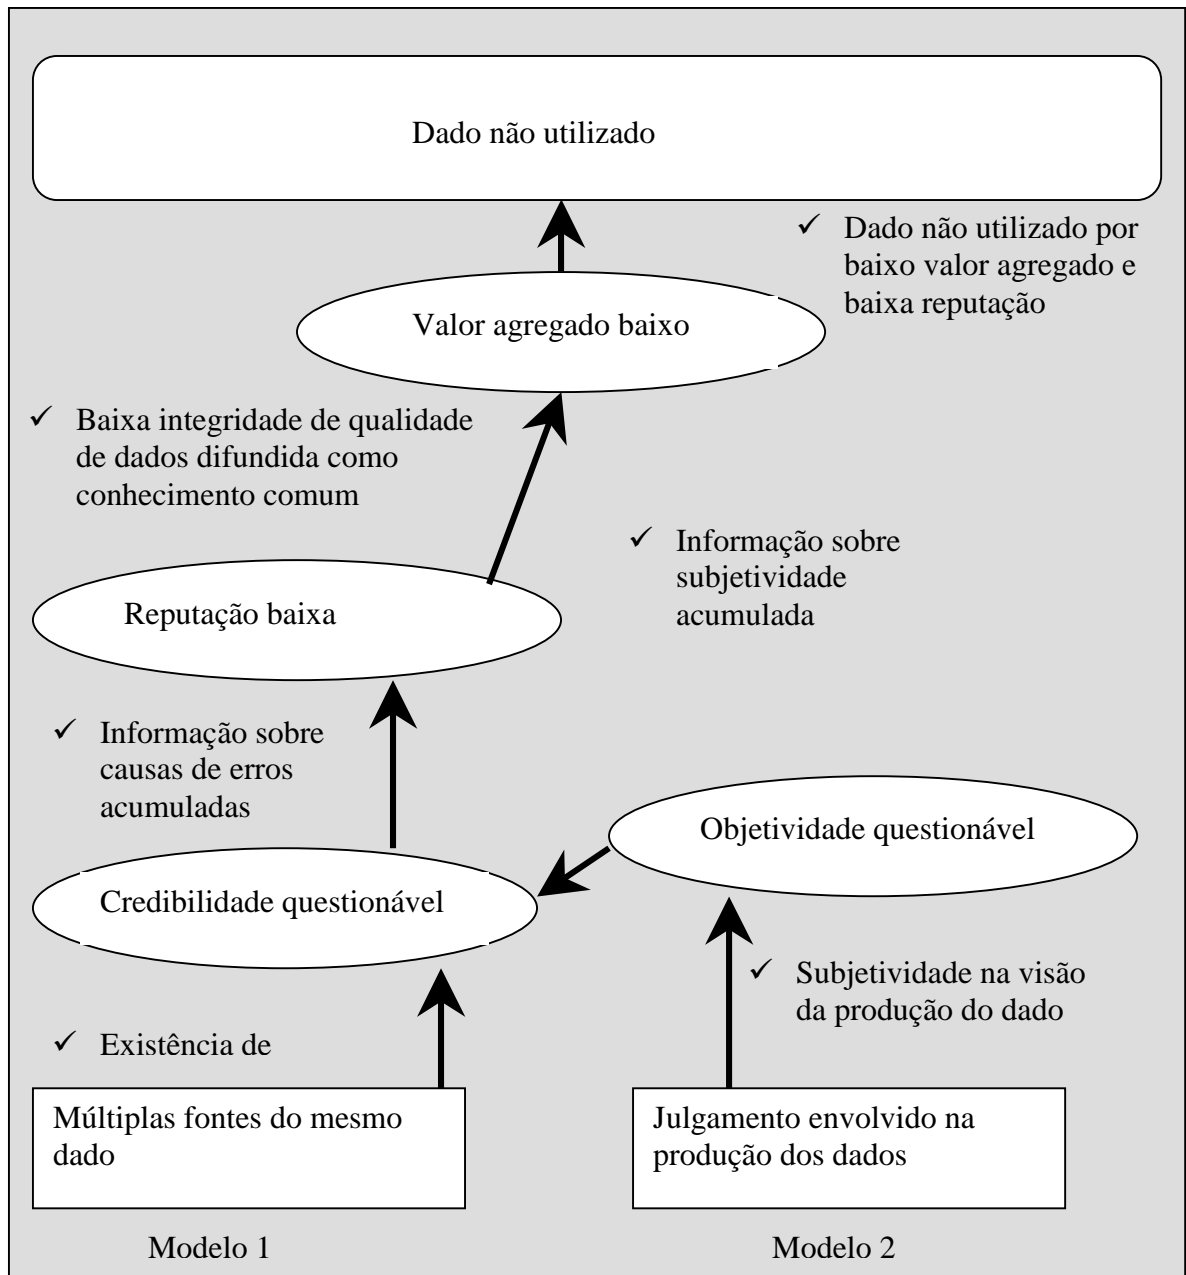 Dado não utilizado
✓ Dado não utilizado por
baixo valor agregado e
baixa reputação
Valor agregado baixo
✓ Baixa integridade de qualidade
de dados difundida como
conhecimento comum
✓ Informação sobre
subjetividade
acumulada
Reputação baixa
✓ Informação sobre
causas de erros
acumuladas
Objetividade questionável
Credibilidade questionável
✓ Subjetividade na visão
da produção do dado
✓ Existência de
Múltiplas fontes do mesmo
dado
Julgamento envolvido na
produção dos dados
Modelo 1
Modelo 2